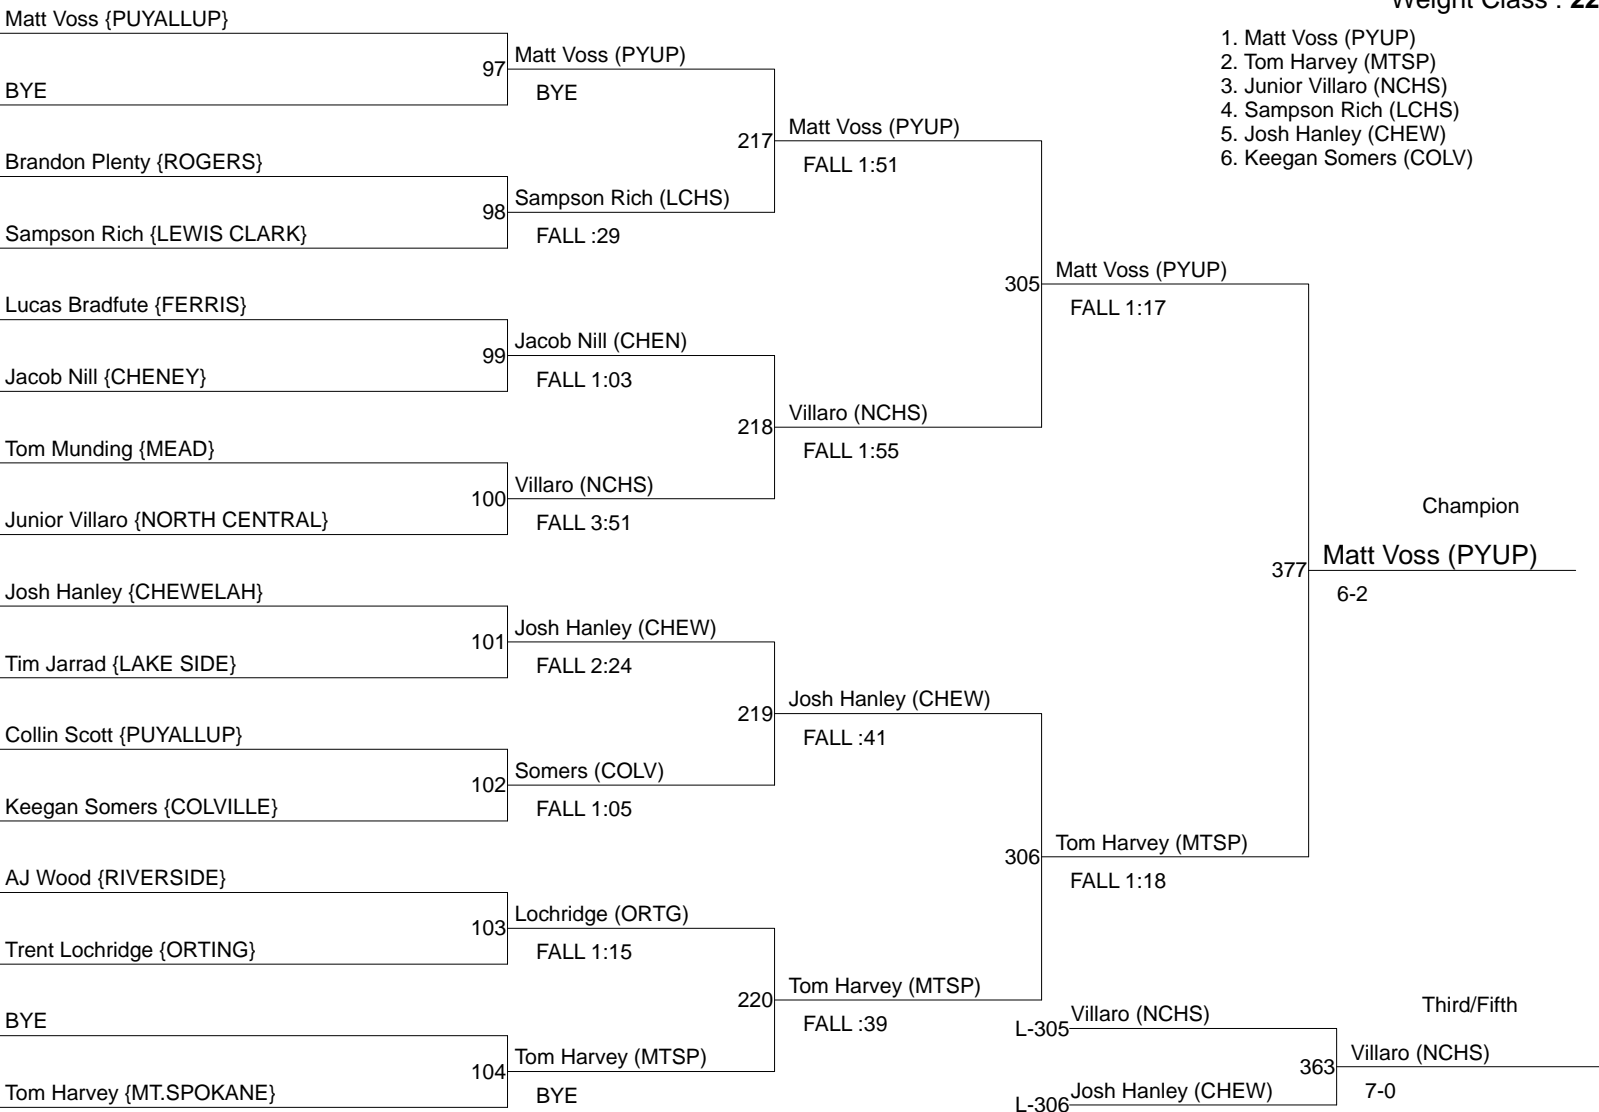 Weight Class : 22
1. Matt Voss (PYUP)
2. Tom Harvey (MTSP)
3. Junior Villaro (NCHS)
4. Sampson Rich (LCHS)
5. Josh Hanley (CHEW)
6. Keegan Somers (COLV)
Matt Voss {PUYALLUP}
BYE
Brandon Plenty {ROGERS}
Sampson Rich {LEWIS CLARK}
Lucas Bradfute {FERRIS}
Jacob Nill {CHENEY}
Tom Munding {MEAD}
Junior Villaro {NORTH CENTRAL}
Josh Hanley {CHEWELAH}
Tim Jarrad {LAKE SIDE}
Collin Scott {PUYALLUP}
Keegan Somers {COLVILLE}
AJ Wood {RIVERSIDE}
Trent Lochridge {ORTING}
BYE
Tom Harvey {MT.SPOKANE}
97 Matt Voss (PYUP)
BYE
98 Sampson Rich (LCHS)
FALL :29
99 Jacob Nill (CHEN)
FALL 1:03
100 Villaro (NCHS)
FALL 3:51
101 Josh Hanley (CHEW)
FALL 2:24
102 Somers (COLV)
FALL 1:05
103 Lochridge (ORTG)
FALL 1:15
104 Tom Harvey (MTSP)
BYE
217 Matt Voss (PYUP)
FALL 1:51
218 Villaro (NCHS)
FALL 1:55
219 Josh Hanley (CHEW)
FALL :41
220 Tom Harvey (MTSP)
FALL :39
305 Matt Voss (PYUP)
FALL 1:17
306 Tom Harvey (MTSP)
FALL 1:18
Champion
377 Matt Voss (PYUP)
6-2
Third/Fifth
L-305 Villaro (NCHS)
L-306 Josh Hanley (CHEW)
363 Villaro (NCHS)
7-0